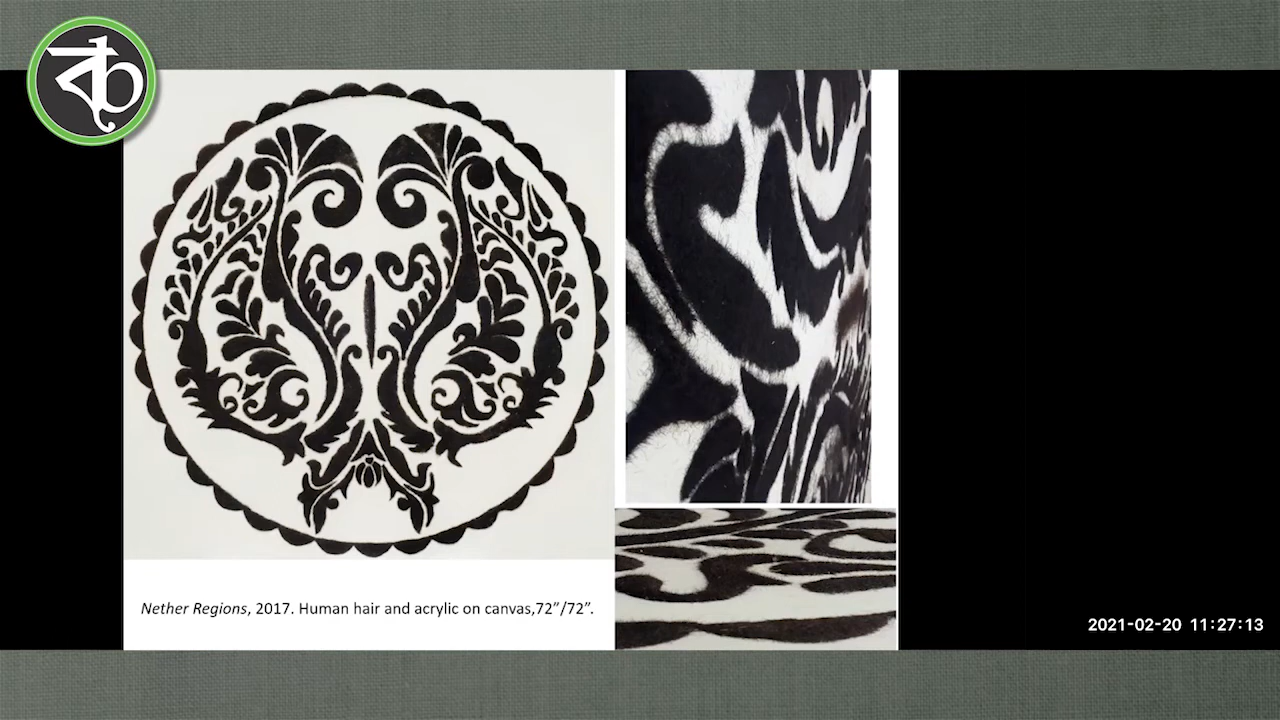 ক
Nether Regions, 2017. Human hair and acrylic on canvas,72”/72”.
2021-02-20 11:27:13